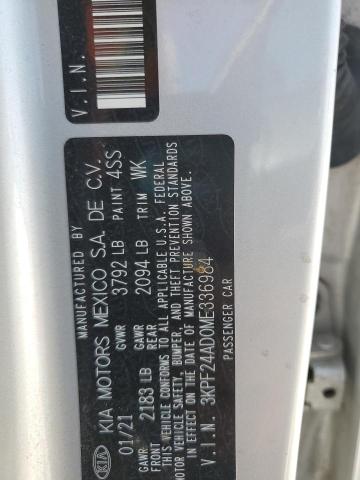 V.I.N.
MANUFACTURED BY
KIA KIA MOTORS MEXICO S.A. DE C.V.
01/21 GVWR 3792 LB PAINT 4SS
GAWR FRONT 2183 LB GAWR REAR 2094 LB TRIM WK
THIS VEHICLE CONFORMS TO ALL APPLICABLE U.S.A. FEDERAL
MOTOR VEHICLE SAFETY, BUMPER, AND THEFT PREVENTION STANDARDS
IN EFFECT ON THE DATE OF MANUFACTURE SHOWN ABOVE.
V.I.N. 3KPF24AD0ME336984
PASSENGER CAR